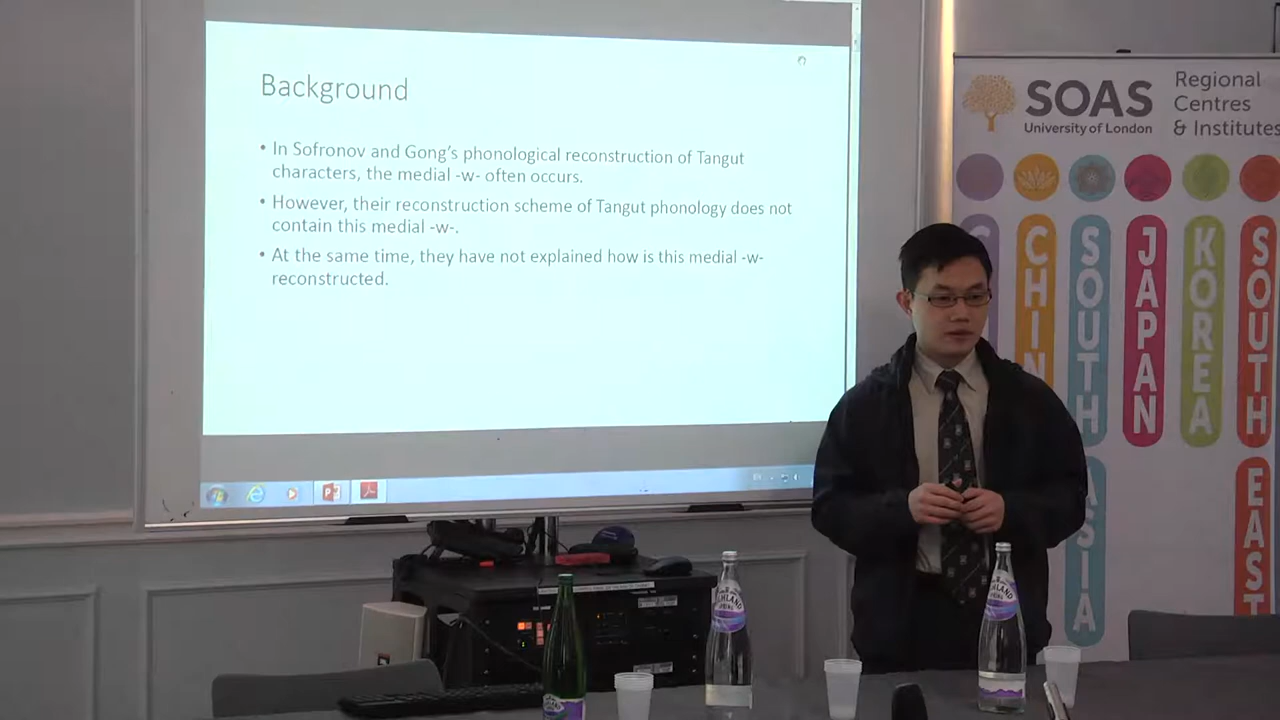 Background
• In Sofronov and Gong's phonological reconstruction of Tangut
characters, the medial -w- often occurs.
• However, their reconstruction scheme of Tangut phonology does not
contain this medial -w-.
• At the same time, they have not explained how is this medial -w-
reconstructed.
SOAS
University of London
Regional
Centres
& Institutes
CHIN
SOUTH
ASIA
JAPAN
KOREA
SOUTH
EAST